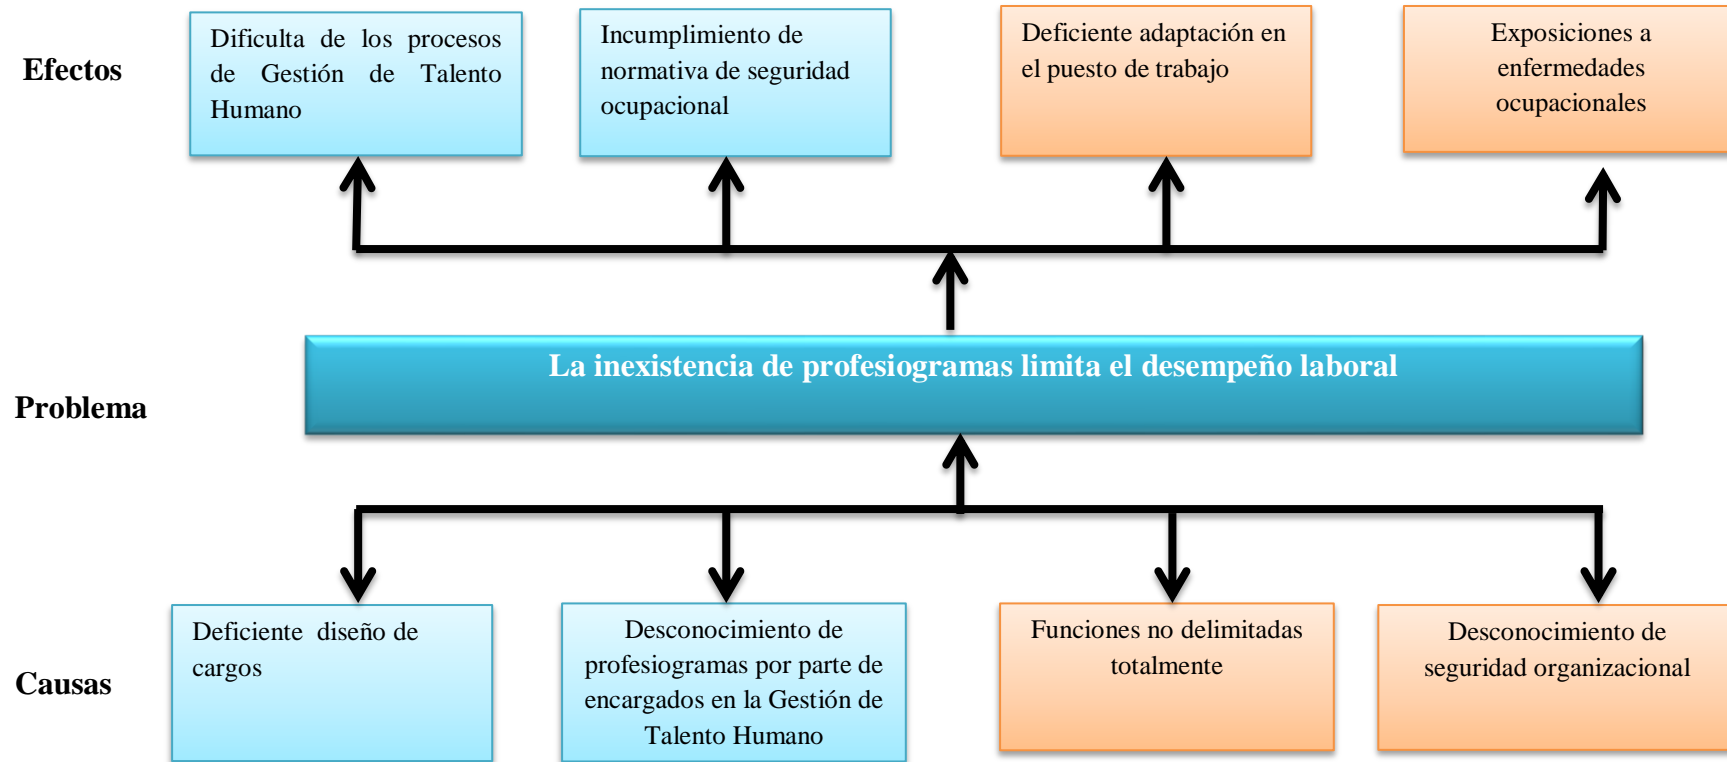 Efectos
Dificulta de los procesos
de Gestión de Talento
Humano
Incumplimiento de
normativa de seguridad
ocupacional
Deficiente adaptación en
el puesto de trabajo
Exposiciones a
enfermedades
ocupacionales
Problema
La inexistencia de profesiogramas limita el desempeño laboral
Causas
Deficiente diseño de
cargos
Desconocimiento de
profesiogramas por parte de
encargados en la Gestión de
Talento Humano
Funciones no delimitadas
totalmente
Desconocimiento de
seguridad organizacional